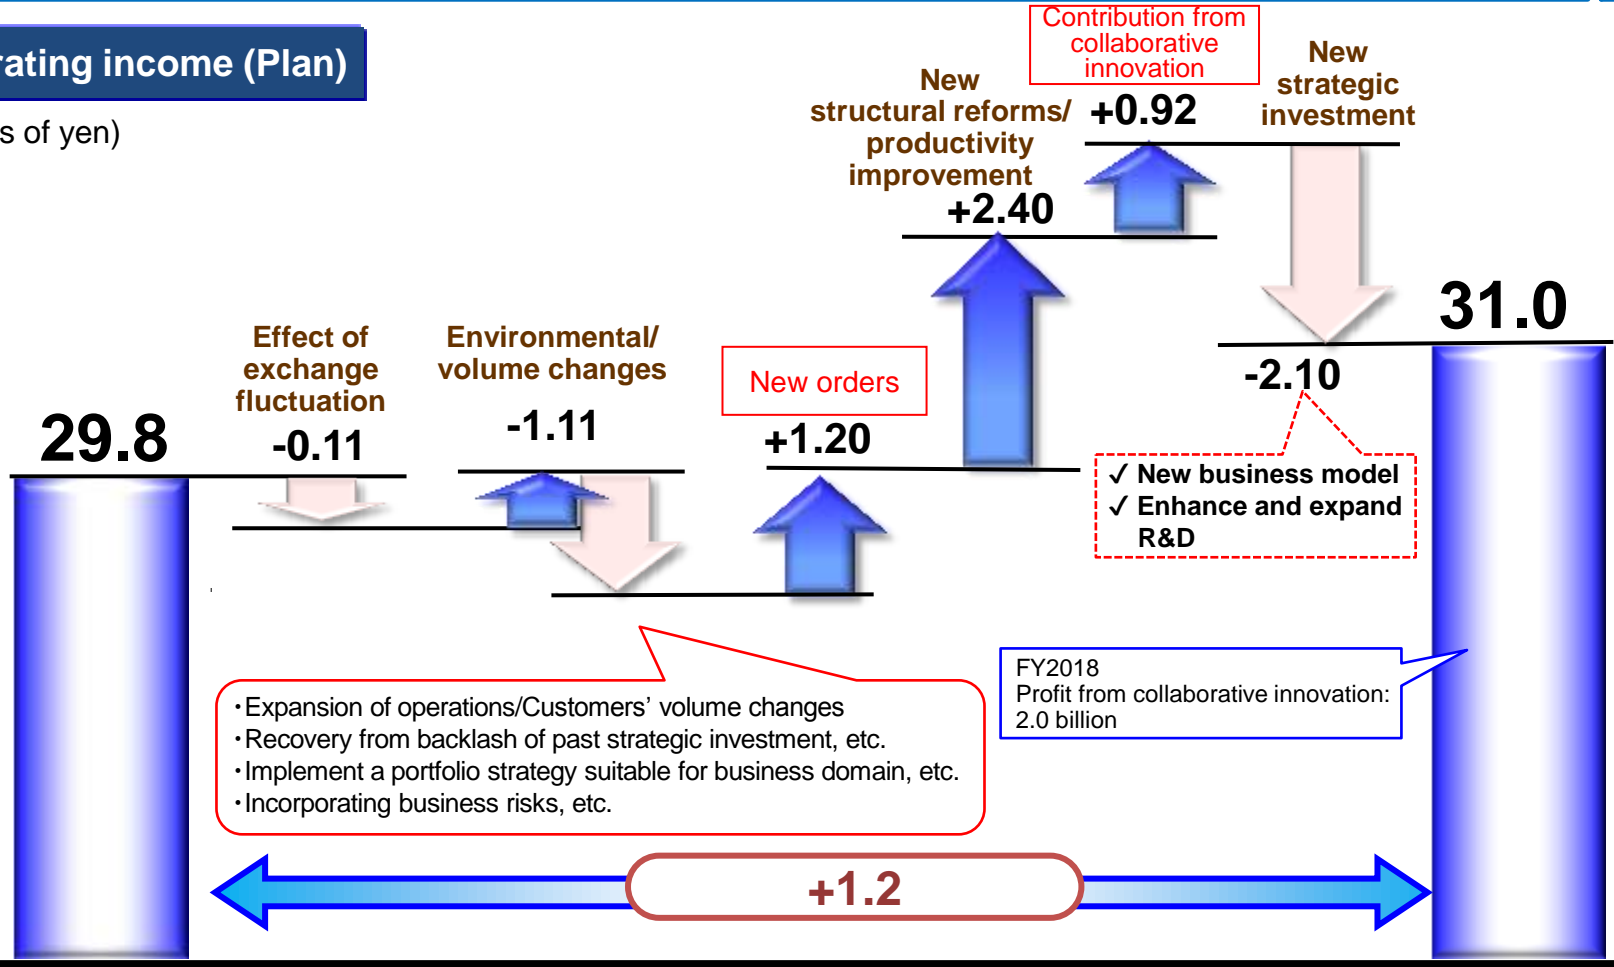 rating income (Plan)
s of yen)
29.8
Effect of
exchange
fluctuation
-0.11
Environmental/
volume changes
-1.11
New orders
+1.20
New
structural reforms/
productivity
improvement
+2.40
Contribution from
collaborative
innovation
+0.92
New
strategic
investment
-2.10
✓ New business model
✓ Enhance and expand
R&D
31.0
・Expansion of operations/Customers’ volume changes
・Recovery from backlash of past strategic investment, etc.
・Implement a portfolio strategy suitable for business domain, etc.
・Incorporating business risks, etc.
FY2018
Profit from collaborative innovation:
2.0 billion
+1.2